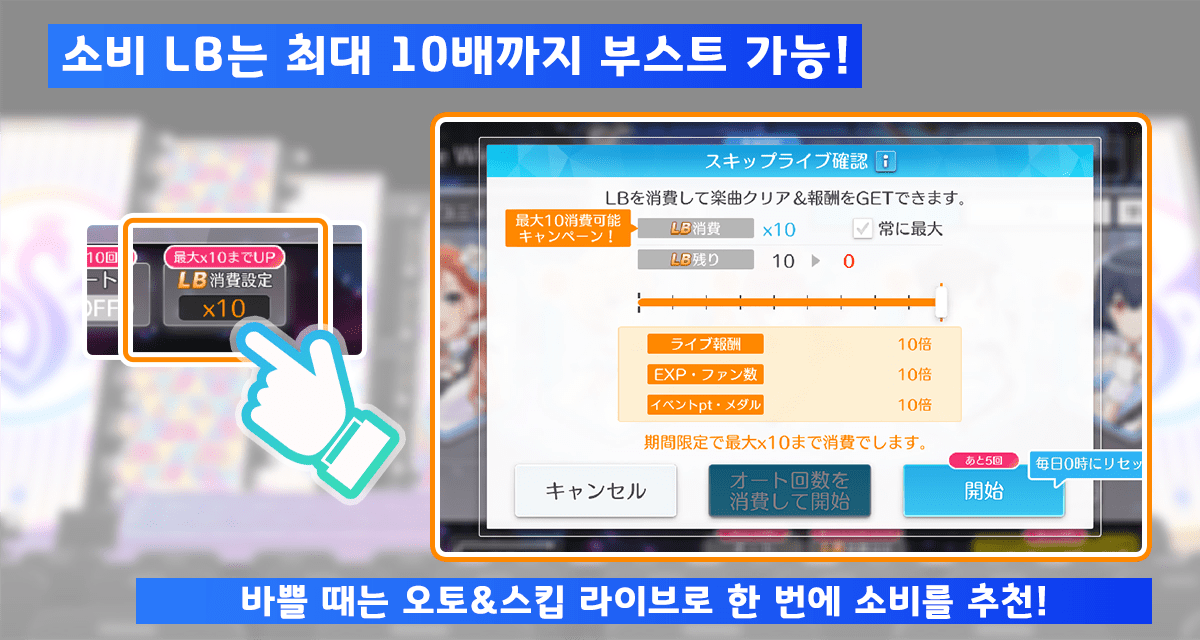 소비 LB는 최대 10배까지 부스트 가능!
スキップライブ確認 i
LBを消費して楽曲クリア&報酬をGETできます。
最大10消費可能
キャンペーン!
LB消費 x10 常に最大
LB残り 10 ▶ 0
10回
最大x10までUP
ート
LB消費設定
OFF
x10
ライブ報酬 10倍
EXP・ファン数 10倍
イベントpt・メダル 10倍
期間限定で最大x10まで消費でします。
あと5回
毎日0時にリセッ
キャンセル
オート回数を
消費して開始
開始
바쁠 때는 오토&스킵 라이브로 한 번에 소비를 추천!